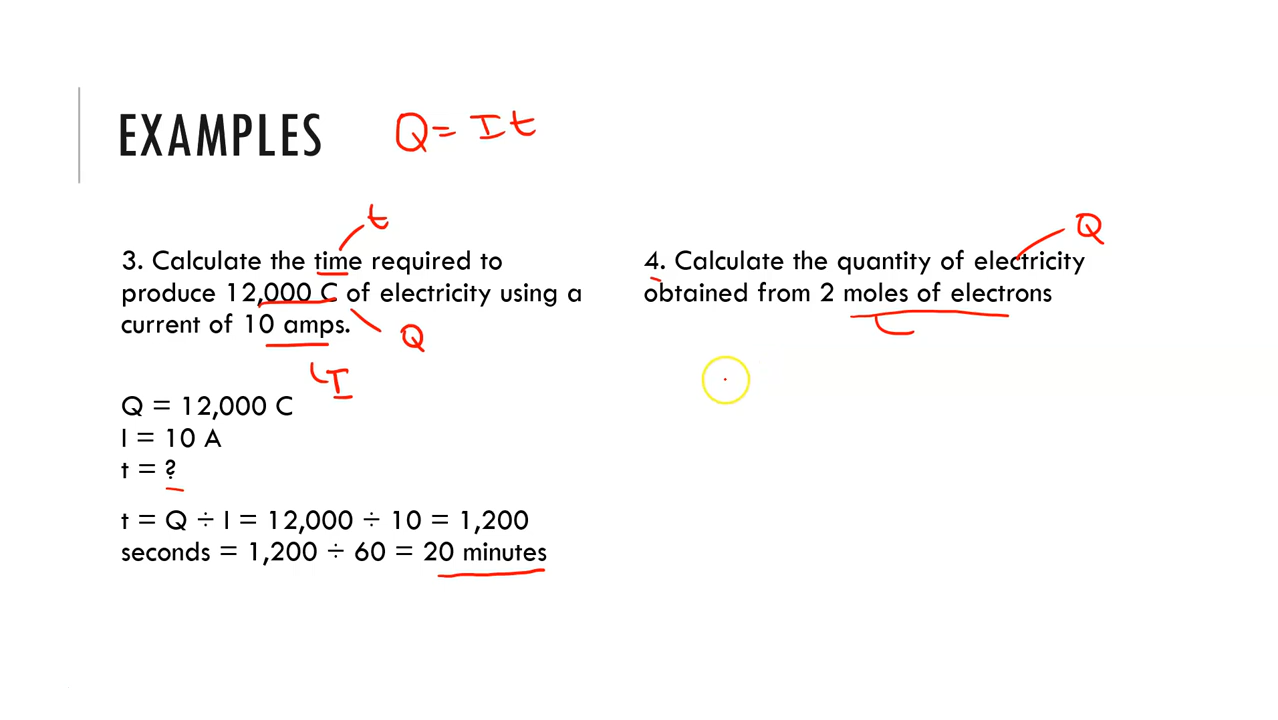 EXAMPLES
Q = It
t
3. Calculate the time required to
produce 12,000 C of electricity using a
current of 10 amps.
Q
I
Q = 12,000 C
I = 10 A
t = ?
t = Q ÷ I = 12,000 ÷ 10 = 1,200
seconds = 1,200 ÷ 60 = 20 minutes
Q
4. Calculate the quantity of electricity
obtained from 2 moles of electrons